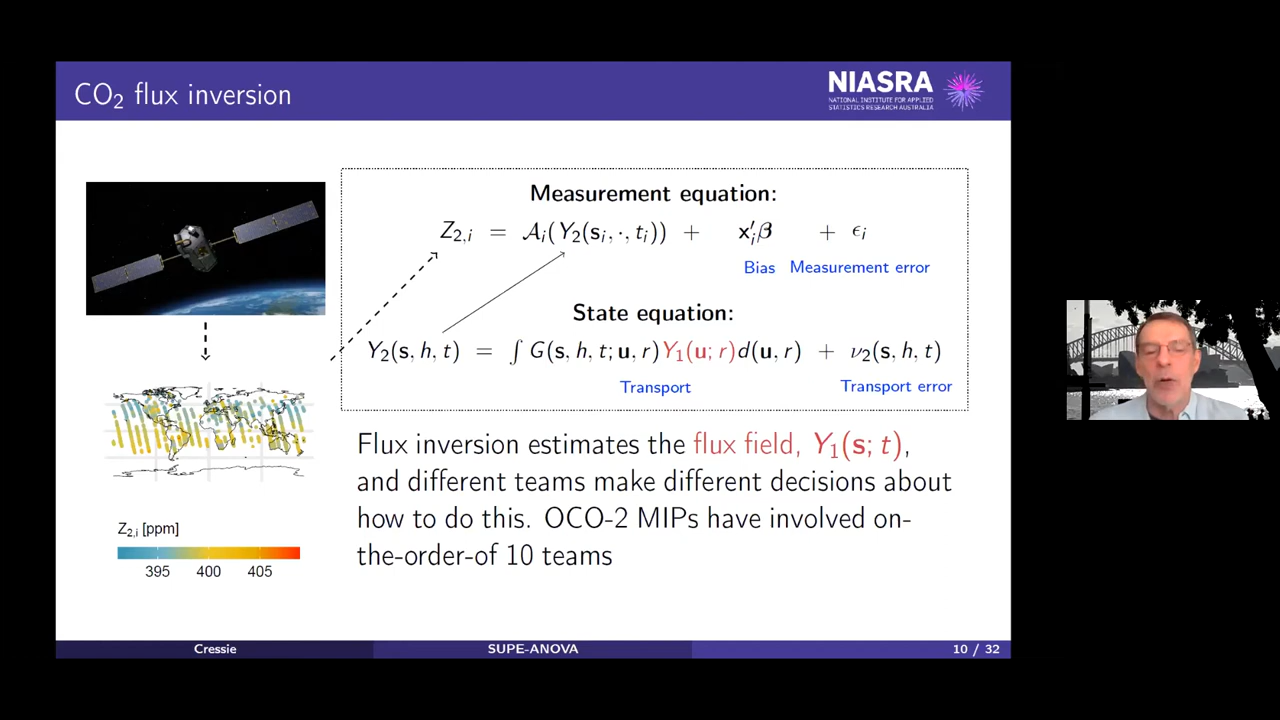 CO₂ flux inversion
NIASRA
NATIONAL INSTITUTE FOR APPLIED
STATISTICS RESEARCH AUSTRALIA
Measurement equation:
Z₂,ᵢ = 𝒜ᵢ(Y₂(sᵢ, ·, tᵢ)) + x′ᵢβ + ϵᵢ
Bias Measurement error
State equation:
Y₂(s, h, t) = ∫ G(s, h, t; u, r)Y₁(u; r)d(u, r) + ν₂(s, h, t)
Transport Transport error
Flux inversion estimates the flux field, Y₁(s; t),
and different teams make different decisions about
how to do this. OCO-2 MIPs have involved on-
the-order-of 10 teams
Z₂,ᵢ [ppm]
395 400 405
Cressie SUPE-ANOVA 10 / 32